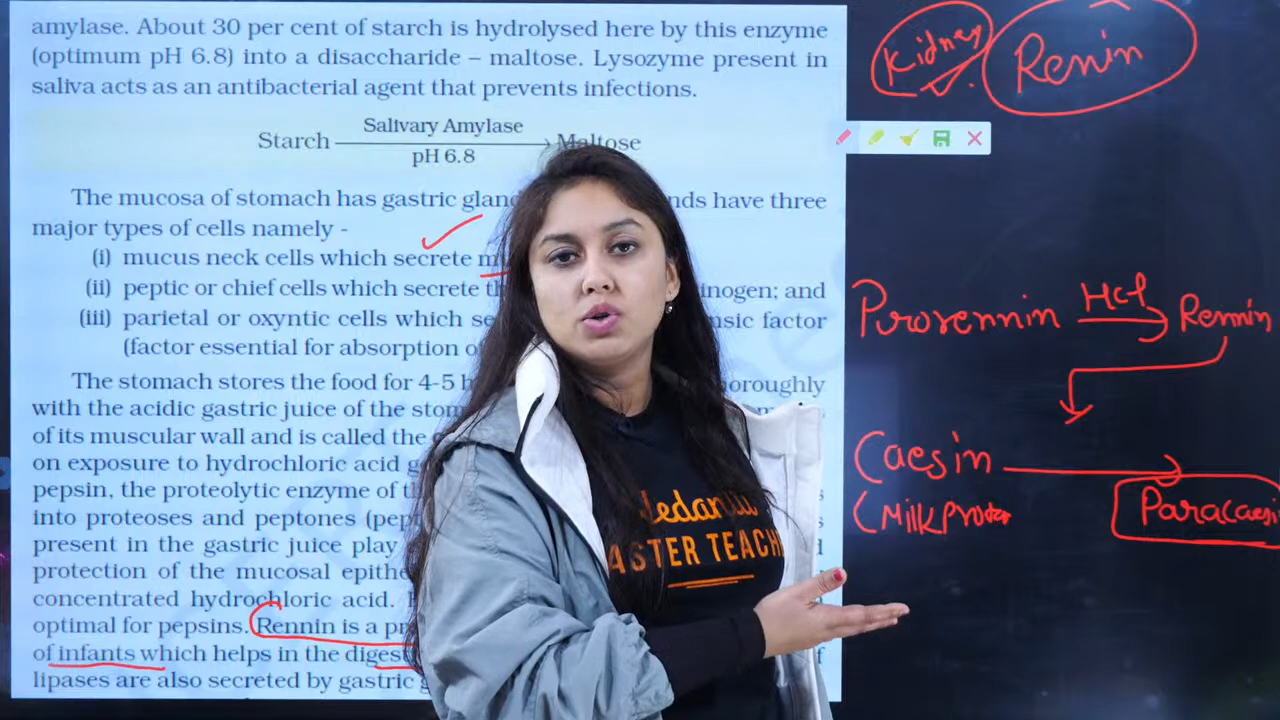 amylase. About 30 per cent of starch is hydrolysed here by this enzyme
(optimum pH 6.8) into a disaccharide – maltose. Lysozyme present in
saliva acts as an antibacterial agent that prevents infections.
Starch Salivary Amylase pH 6.8 Maltose
The mucosa of stomach has gastric gland nds have three
major types of cells namely -
(i) mucus neck cells which secrete m
(ii) peptic or chief cells which secrete th inogen; and
(iii) parietal or oxyntic cells which se nsic factor
(factor essential for absorption o
The stomach stores the food for 4-5 h horoughly
with the acidic gastric juice of the stom
of its muscular wall and is called the
on exposure to hydrochloric acid
pepsin, the proteolytic enzyme of t
into proteoses and peptones (pept
present in the gastric juice play
protection of the mucosal epithe
concentrated hydrochloric acid.
optimal for pepsins. Rennin is a pr
of infants which helps in the digest
lipases are also secreted by gastric g
Kidney Renin
Prorennin HCl Rennin
Caesin Paracaesi
(Milk
ledantu
ASTER TEACH